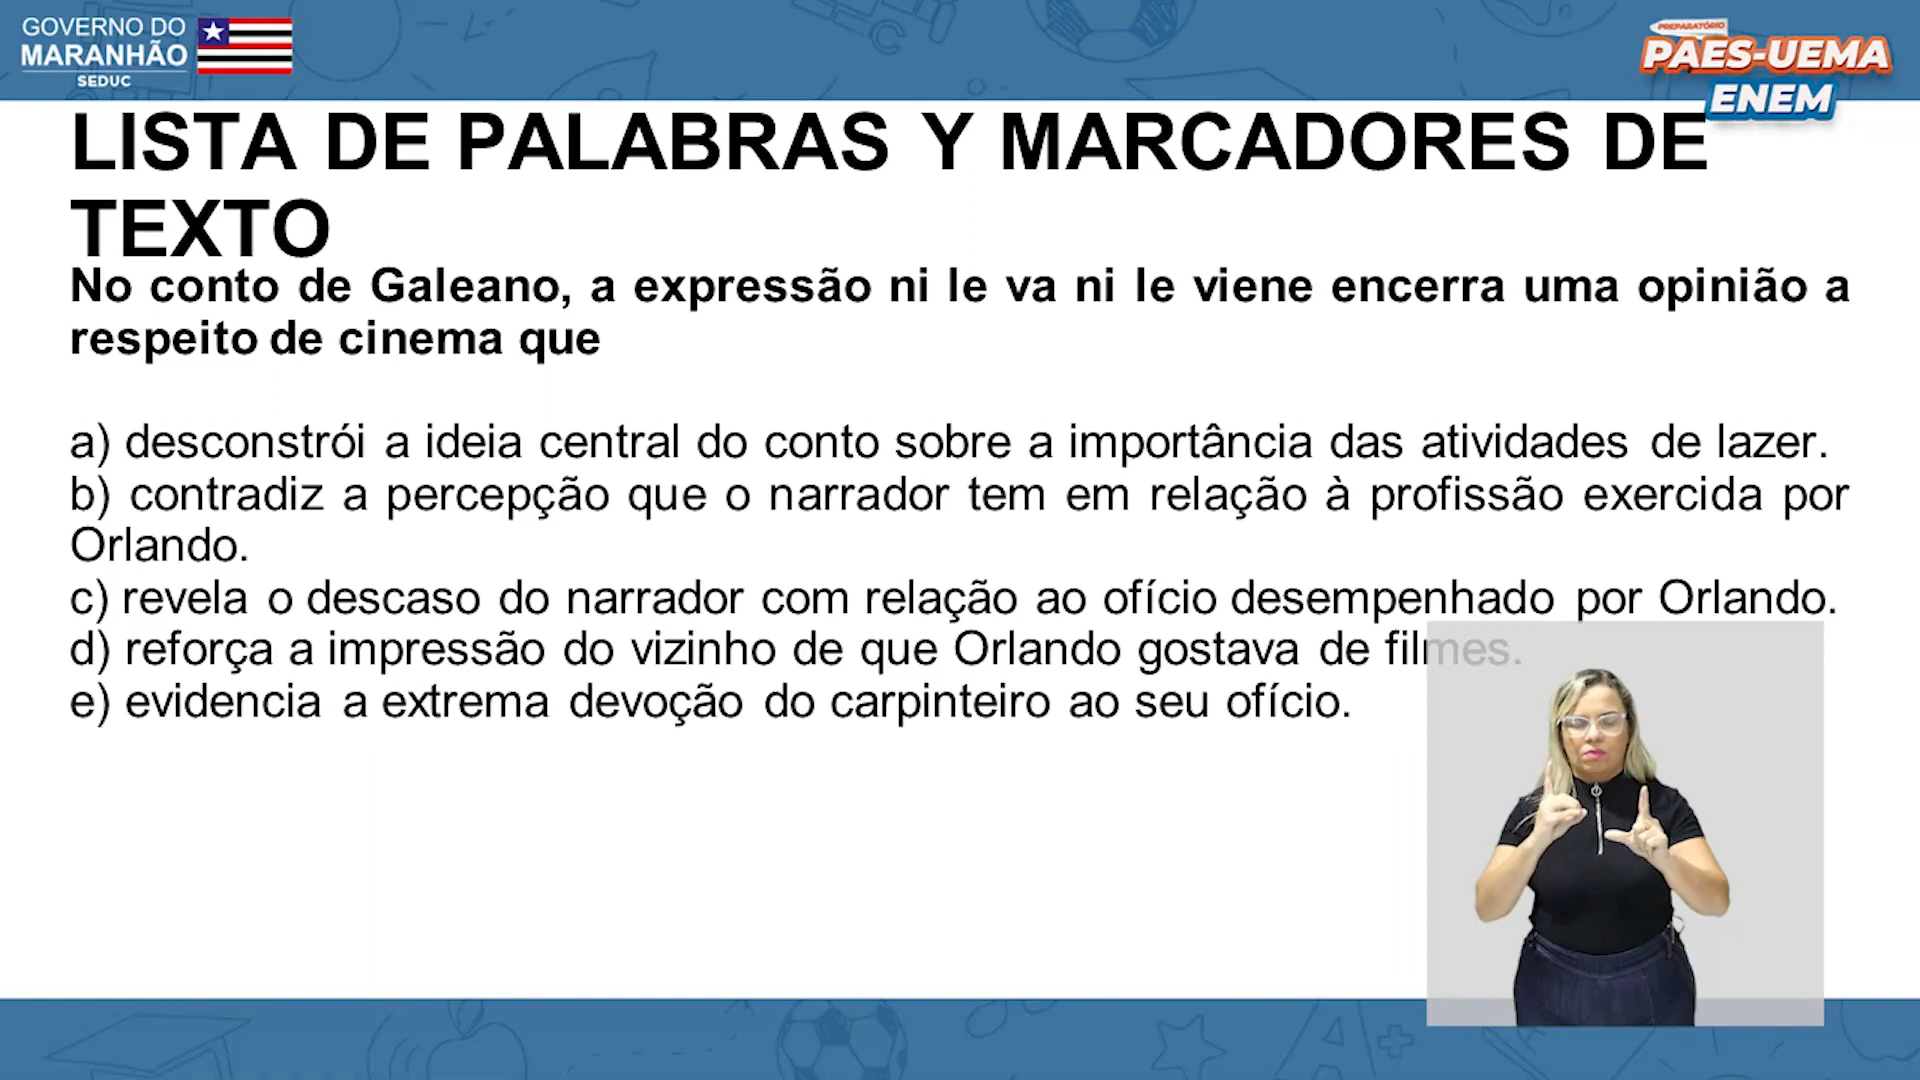 GOVERNO DO
MARANHÃO
SEDUC
PREPARATÓRIO
PAES-UEMA
ENEM
LISTA DE PALABRAS Y MARCADORES DE
TEXTO
No conto de Galeano, a expressão ni le va ni le viene encerra uma opinião a
respeito de cinema que
a) desconstrói a ideia central do conto sobre a importância das atividades de lazer.
b) contradiz a percepção que o narrador tem em relação à profissão exercida por
Orlando.
c) revela o descaso do narrador com relação ao ofício desempenhado por Orlando.
d) reforça a impressão do vizinho de que Orlando gostava de filmes.
e) evidencia a extrema devoção do carpinteiro ao seu ofício.
A+